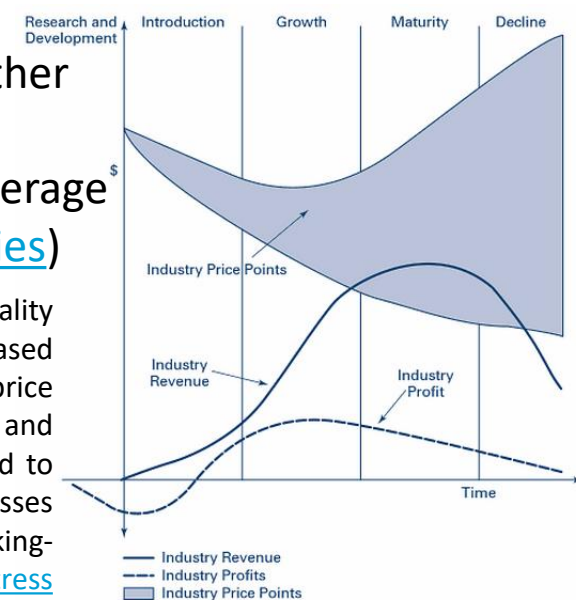 ther
erage
ies)
ality
ased
price
and
d to
sses
king-
ress
Research and
Development
Introduction
Growth
Maturity
Decline
$
Industry Price Points
Industry
Revenue
Industry
Profit
Time
Industry Revenue
Industry Profits
Industry Price Points